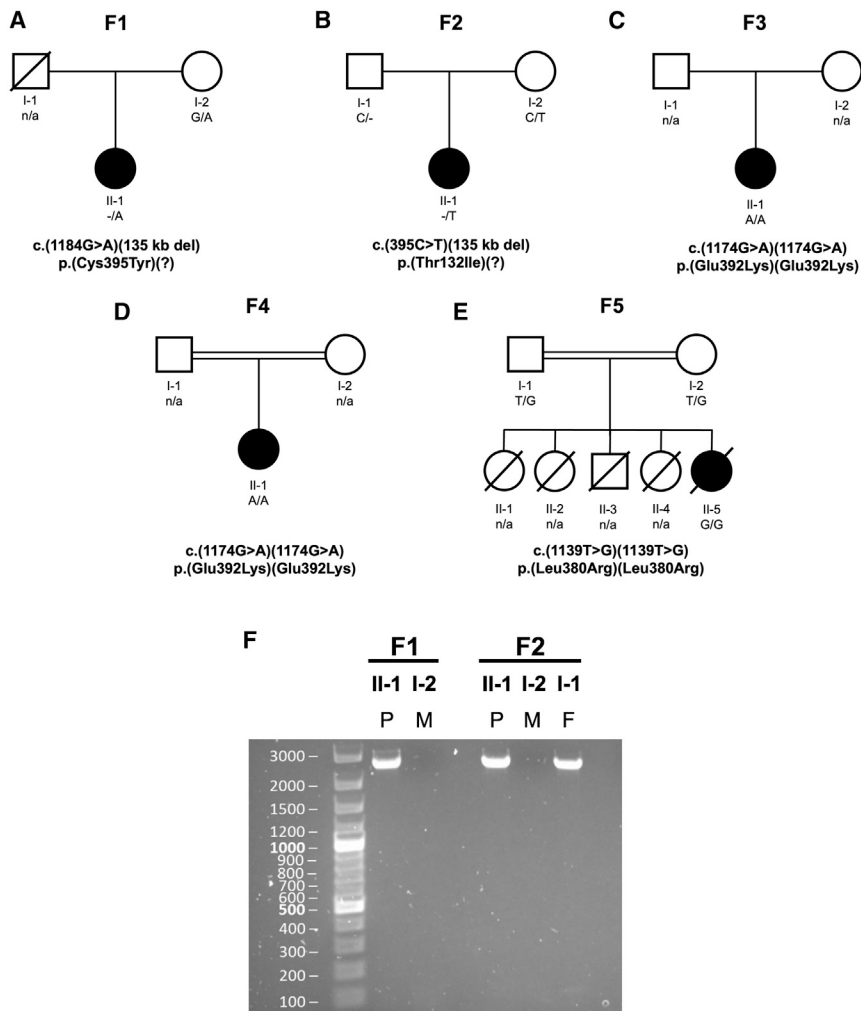 A
F1
I-1
n/a
I-2
G/A
II-1
-/A
c.(1184G>A)(135 kb del)
p.(Cys395Tyr)(?)
B
F2
I-1
C/-
I-2
C/T
II-1
-/T
c.(395C>T)(135 kb del)
p.(Thr132Ile)(?)
C
F3
I-1
n/a
I-2
n/a
II-1
A/A
c.(1174G>A)(1174G>A)
p.(Glu392Lys)(Glu392Lys)
D
F4
I-1
n/a
I-2
n/a
II-1
A/A
c.(1174G>A)(1174G>A)
p.(Glu392Lys)(Glu392Lys)
E
F5
I-1
T/G
I-2
T/G
II-1 II-2 II-3 II-4 II-5
n/a n/a n/a n/a G/G
c.(1139T>G)(1139T>G)
p.(Leu380Arg)(Leu380Arg)
F
F1 F2
II-1 I-2 II-1 I-2 I-1
P M P M F
3000
2000
1500
1200
1000
900
800
700
600
500
400
300
200
100